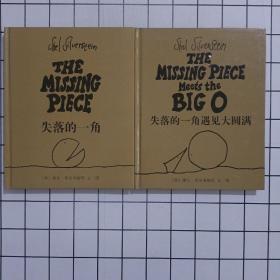 Shel Silverstein
THE
MISSING
PIECE
失落的一角
Shel Silverstein
THE
MISSING PIECE
Meets the
BIG O
失落的一角遇见大圆满